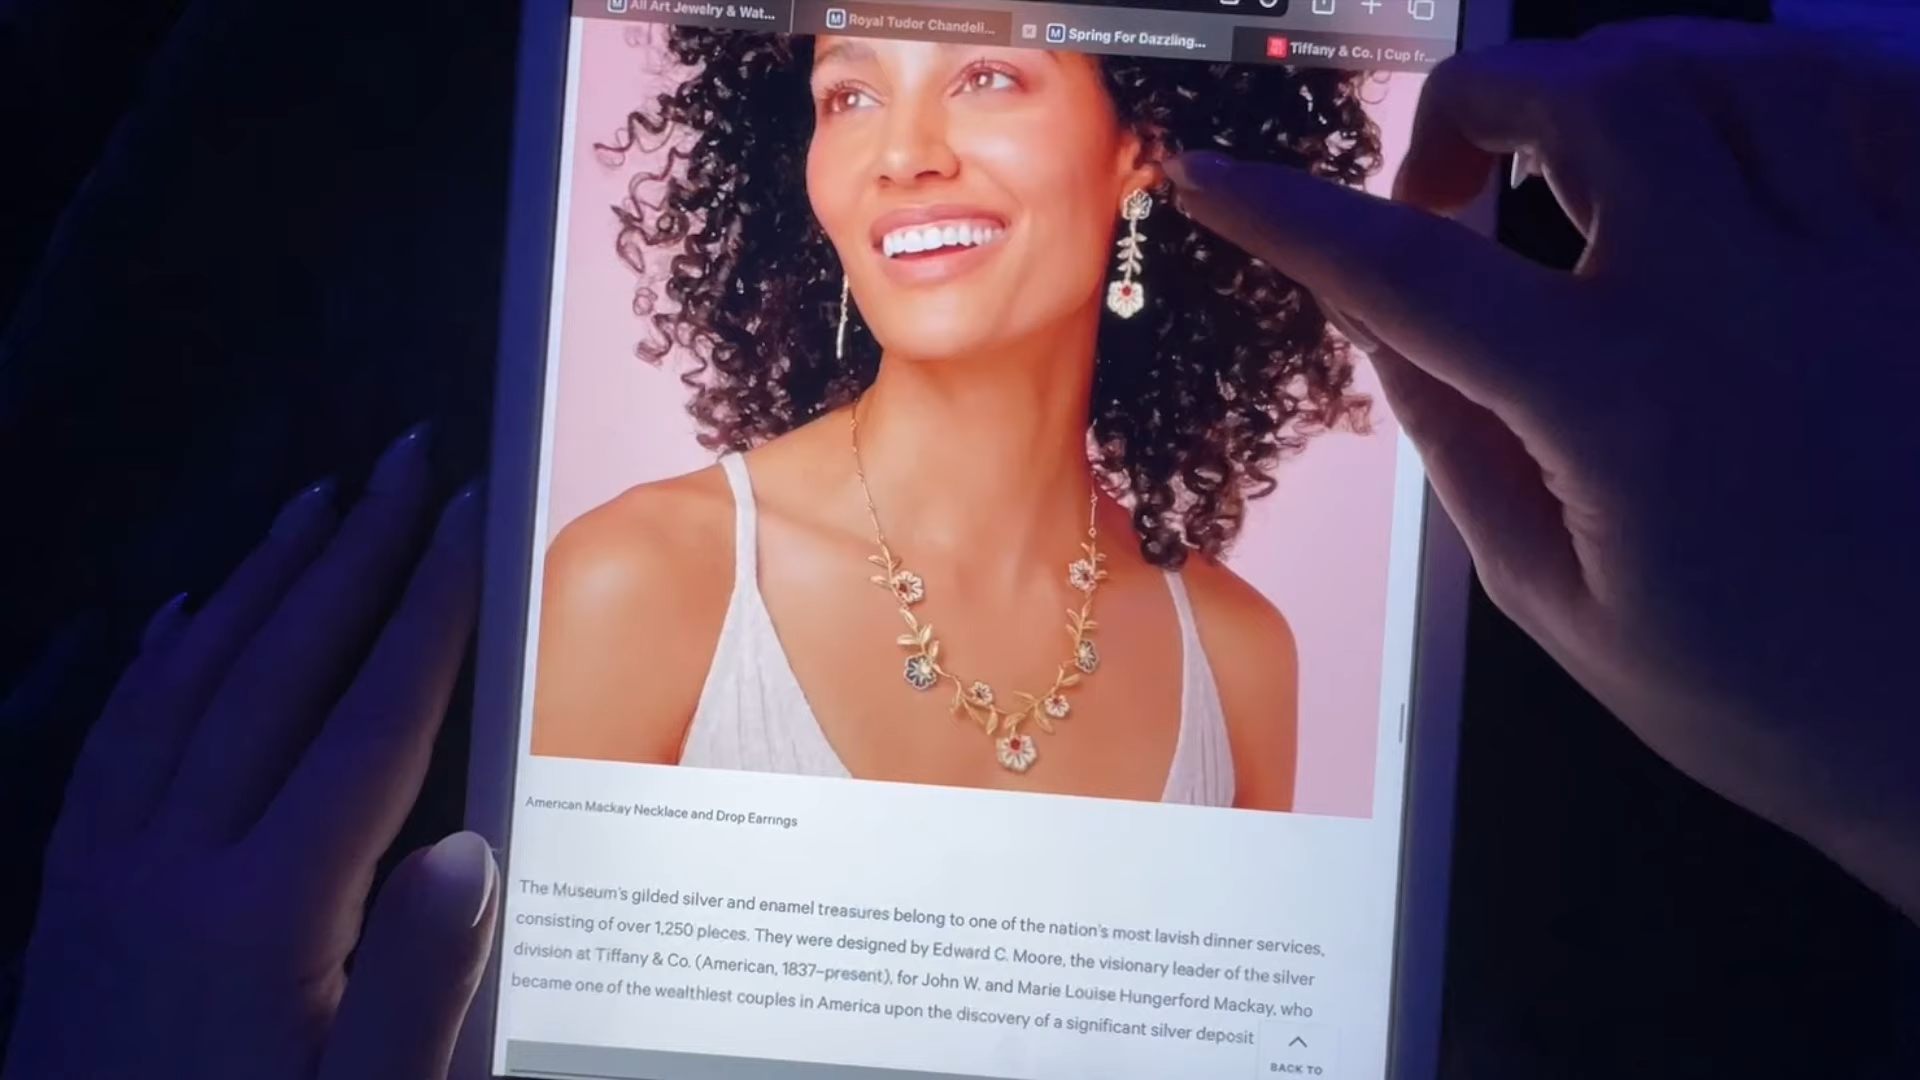 All Art Jewelry & Wat...
Royal Tudor Chandeli...
Spring For Dazzling...
Tiffany & Co. | Cup fr...
American Mackay Necklace and Drop Earrings
The Museum's gilded silver and enamel treasures belong to one of the nation's most lavish dinner services,
consisting of over 1,250 pieces. They were designed by Edward C. Moore, the visionary leader of the silver
division at Tiffany & Co. (American, 1837–present), for John W. and Marie Louise Hungerford Mackay, who
became one of the wealthiest couples in America upon the discovery of a significant silver deposit
BACK TO